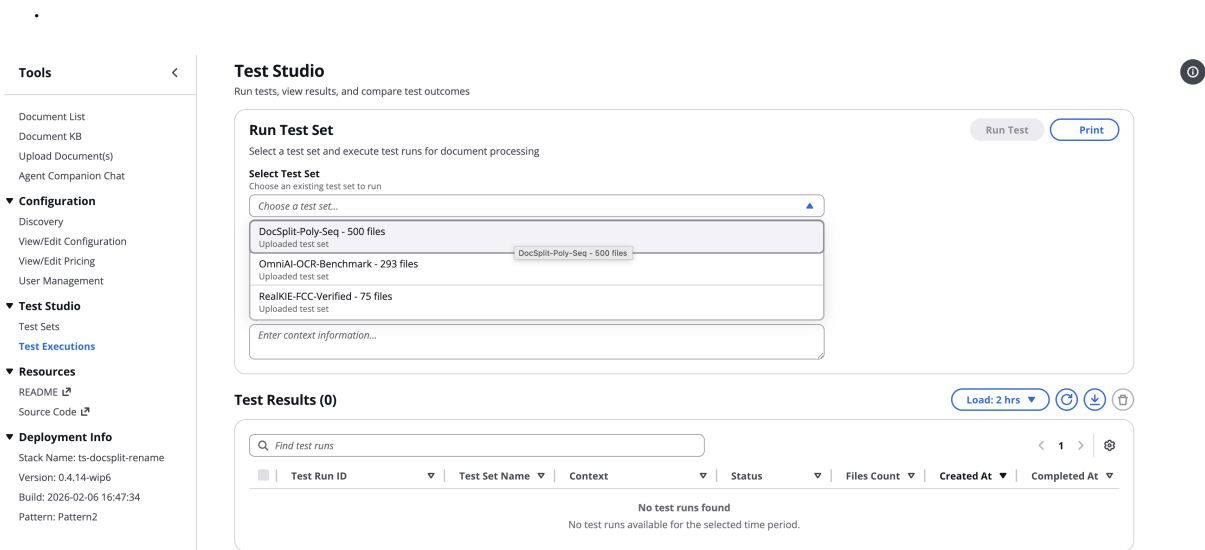 Tools
Document List
Document KB
Upload Document(s)
Agent Companion Chat
Configuration
Discovery
View/Edit Configuration
View/Edit Pricing
User Management
Test Studio
Test Sets
Test Executions
Resources
README
Source Code
Deployment Info
Stack Name: ts-docsplit-rename
Version: 0.4.14-wip6
Build: 2026-02-06 16:47:34
Pattern: Pattern2
Test Studio
Run tests, view results, and compare test outcomes
Run Test Set
Run Test
Print
Select a test set and execute test runs for document processing
Select Test Set
Choose an existing test set to run
Choose a test set...
DocSplit-Poly-Seq - 500 files
Uploaded test set
DocSplit-Poly-Seq - 500 files
OmniAI-OCR-Benchmark - 293 files
Uploaded test set
RealKIE-FCC-Verified - 75 files
Uploaded test set
Enter context information...
Test Results (0)
Load: 2 hrs
Find test runs
1
Test Run ID Test Set Name Context Status Files Count Created At Completed At
No test runs found
No test runs available for the selected time period.